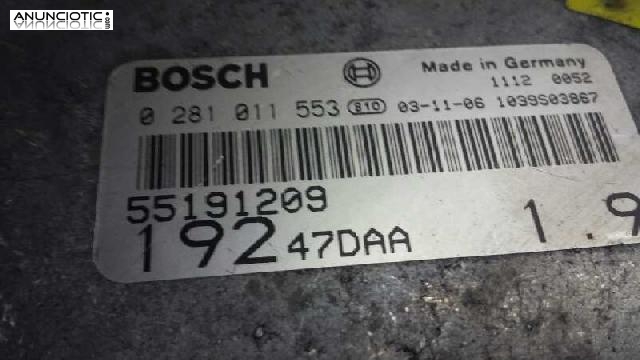 ANUNCIOTIC
.com
BOSCH
Made in Germany
1112 0052
0 281 011 553 810 03-11-06 1039S03867
55191209
192 47DAA 1.9